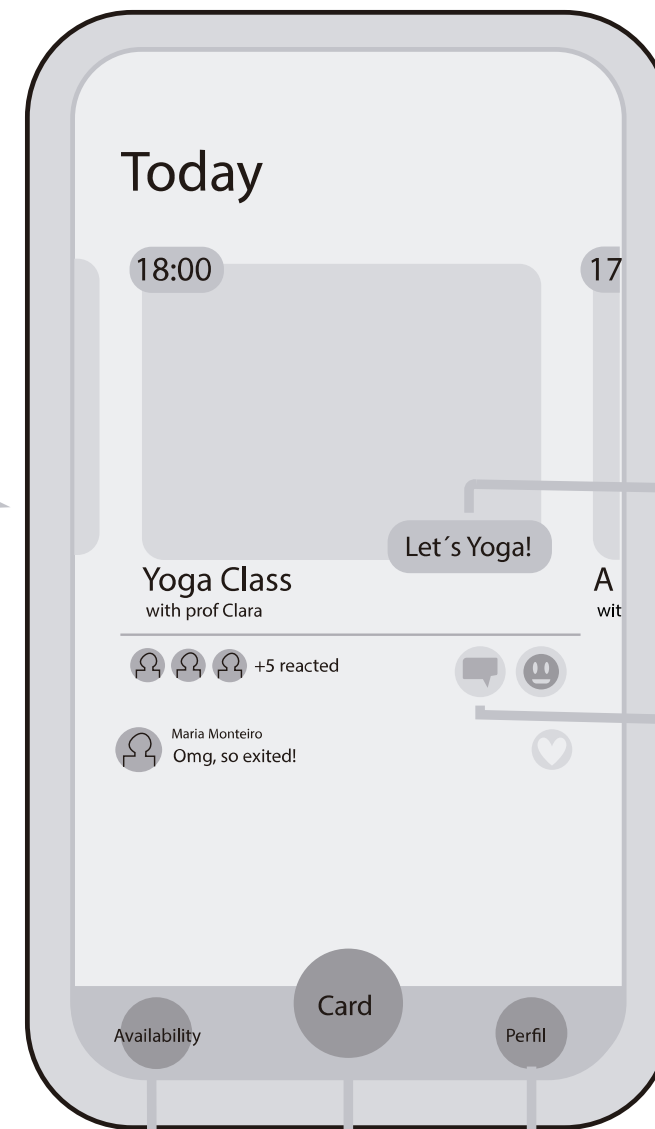 Today
18:00
17
Let´s Yoga!
Yoga Class
with prof Clara
A
wit
+5 reacted
Maria Monteiro
Omg, so exited!
Card
Availability
Perfil